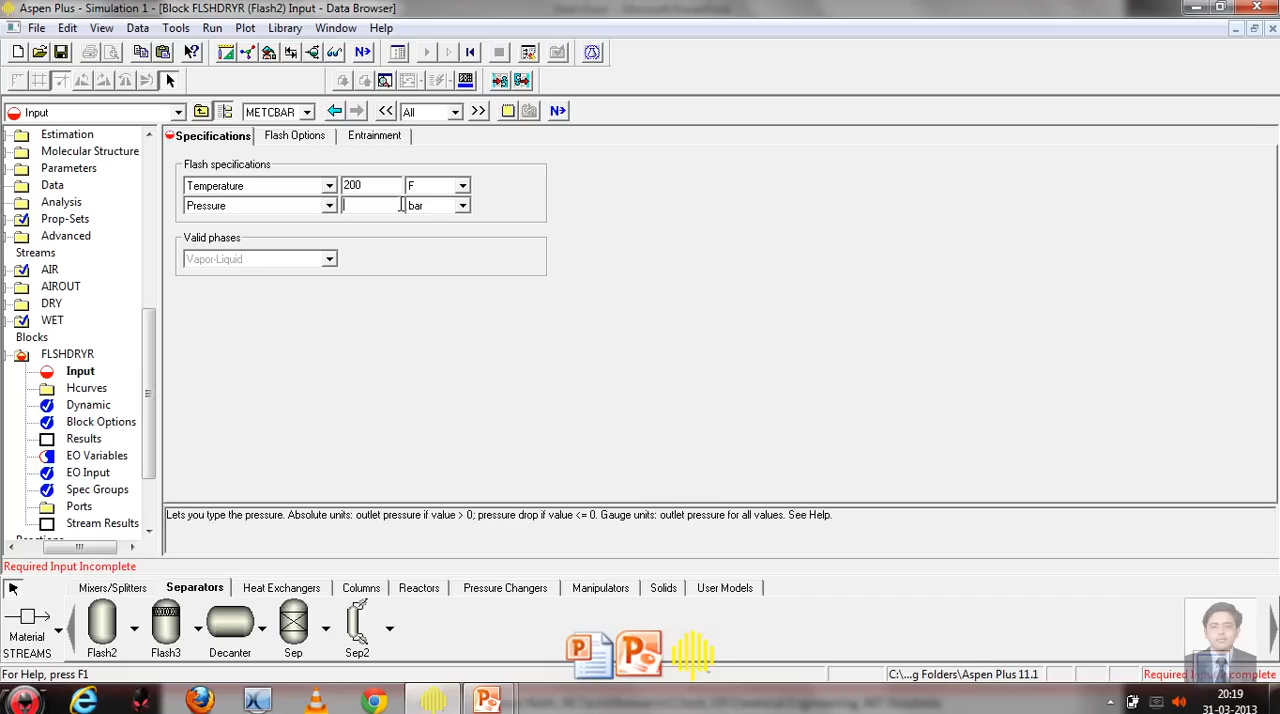 Aspen Plus - Simulation 1 - [Block FLSHDRYR (Flash2) Input - Data Browser]
File Edit View Data Tools Run Plot Library Window Help
N>
Input METCBAR << All >> N>
Estimation
Molecular Structure
Parameters
Data
Analysis
Prop-Sets
Advanced
Streams
AIR
AIROUT
DRY
WET
Blocks
FLSHDRYR
Input
Hcurves
Dynamic
Block Options
Results
EO Variables
EO Input
Spec Groups
Ports
Stream Results
Specifications Flash Options Entrainment
Flash specifications
Temperature 200 F
Pressure bar
Valid phases
Vapor-Liquid
Lets you type the pressure. Absolute units: outlet pressure if value > 0; pressure drop if value <= 0. Gauge units: outlet pressure for all values. See Help.
Required Input Incomplete
Mixers/Splitters Separators Heat Exchangers Columns Reactors Pressure Changers Manipulators Solids User Models
Material
STREAMS
Flash2 Flash3 Decanter Sep Sep2
For Help, press F1
C:\...g Folders\Aspen Plus 11.1
Required Input Incomplete
20:19
31-03-2013